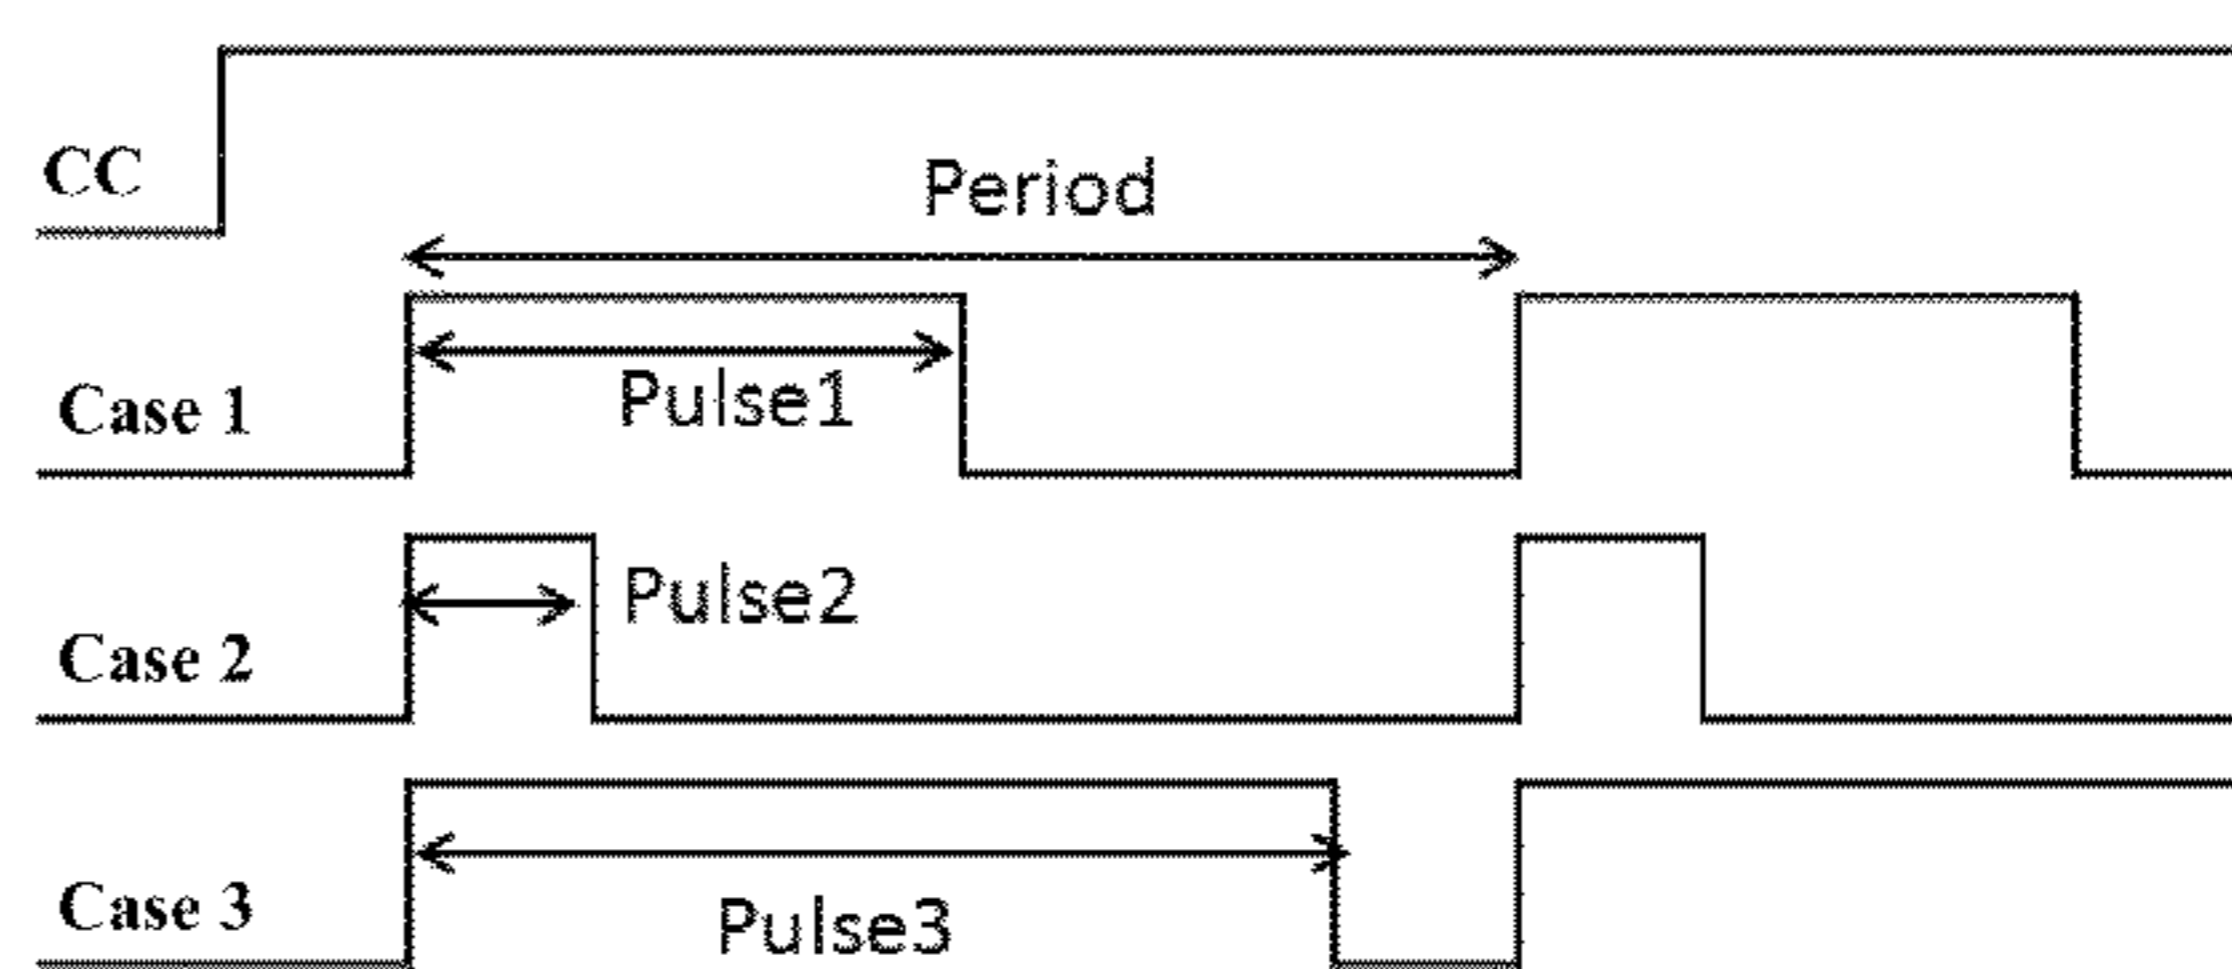 CC
Period
Pulse1
Case 1
Pulse2
Case 2
Case 3
Pulse3